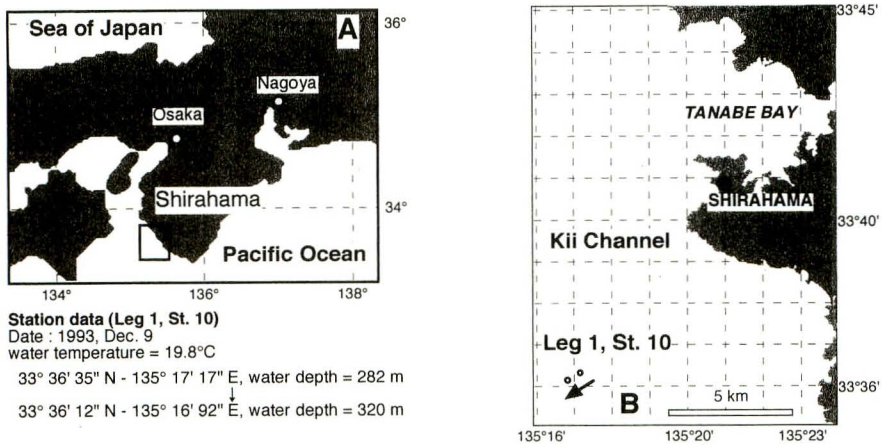 Sea of Japan
A
36°
Nagoya
Osaka
Shirahama
34°
Pacific Ocean
134°
136°
138°
Station data (Leg 1, St. 10)
Date : 1993, Dec. 9
water temperature = 19.8°C
33° 36' 35" N - 135° 17' 17" E, water depth = 282 m
33° 36' 12" N - 135° 16' 92" E, water depth = 320 m
33°45'
TANABE BAY
SHIRAHAMA
33°40'
Kii Channel
Leg 1, St. 10
5 km
33°36'
B
135°16'
135°20'
135°23'